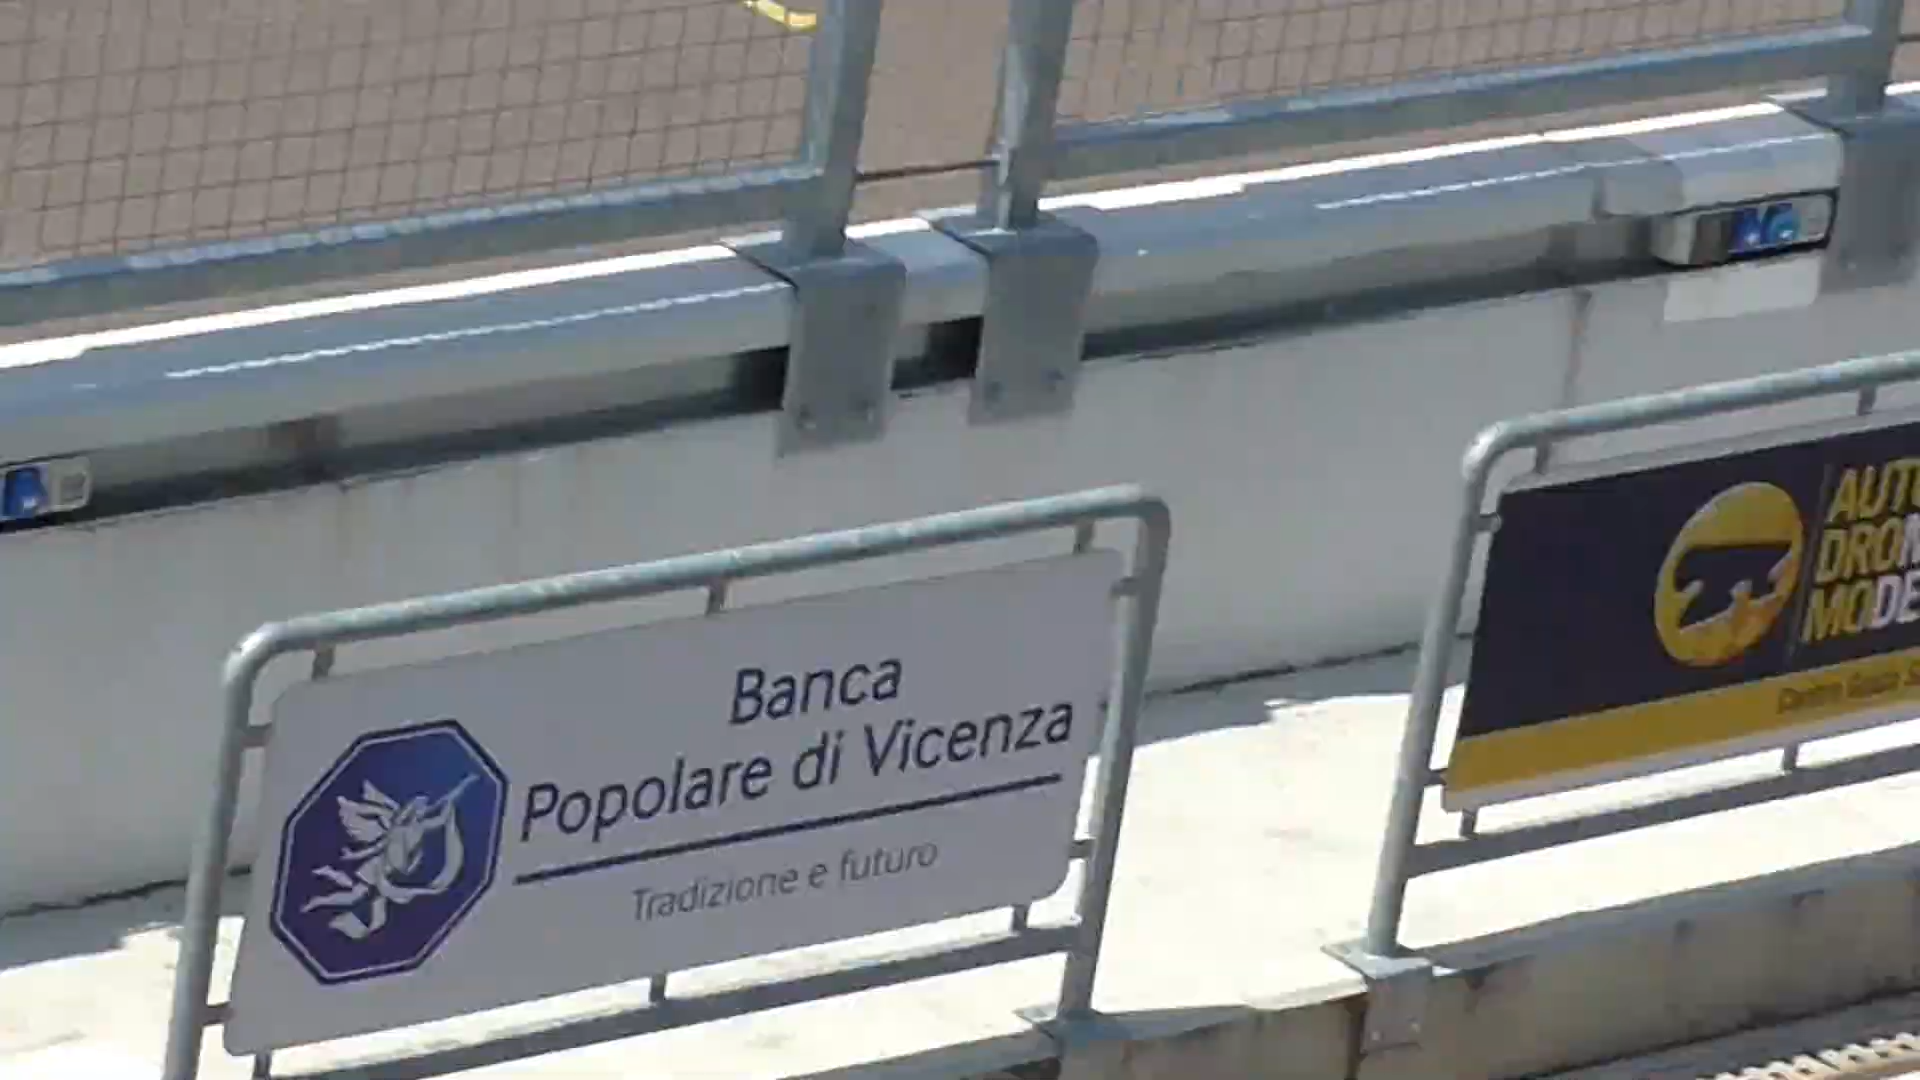 Banca
Popolare di Vicenza
Tradizione e futuro
AUTO
DROM
MODE